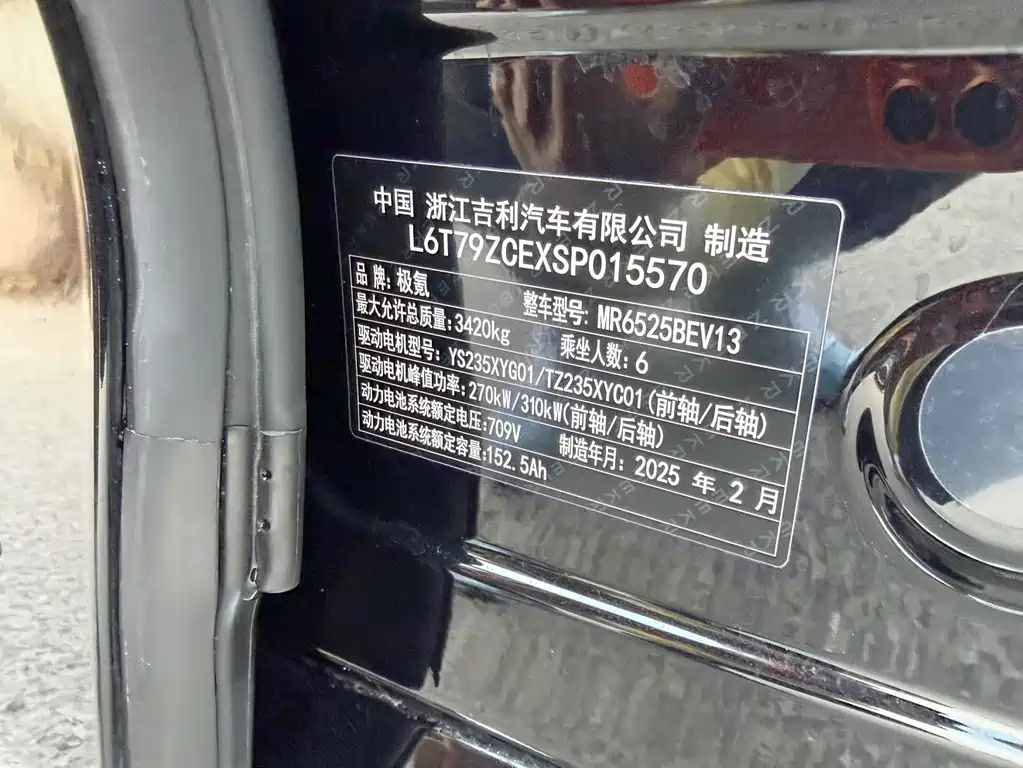 中国 浙江吉利汽车有限公司 制造
L6T79ZCEXSP015570
品牌：极氪 整车型号：MR6525BEV13
最大允许总质量：3420kg 乘坐人数：6
驱动电机型号：YS235XYG01/TZ235XYC01(前轴/后轴)
驱动电机峰值功率：270kW/310kW(前轴/后轴)
动力电池系统额定电压：709V 制造年月：2025 年 2 月
动力电池系统额定容量：152.5Ah